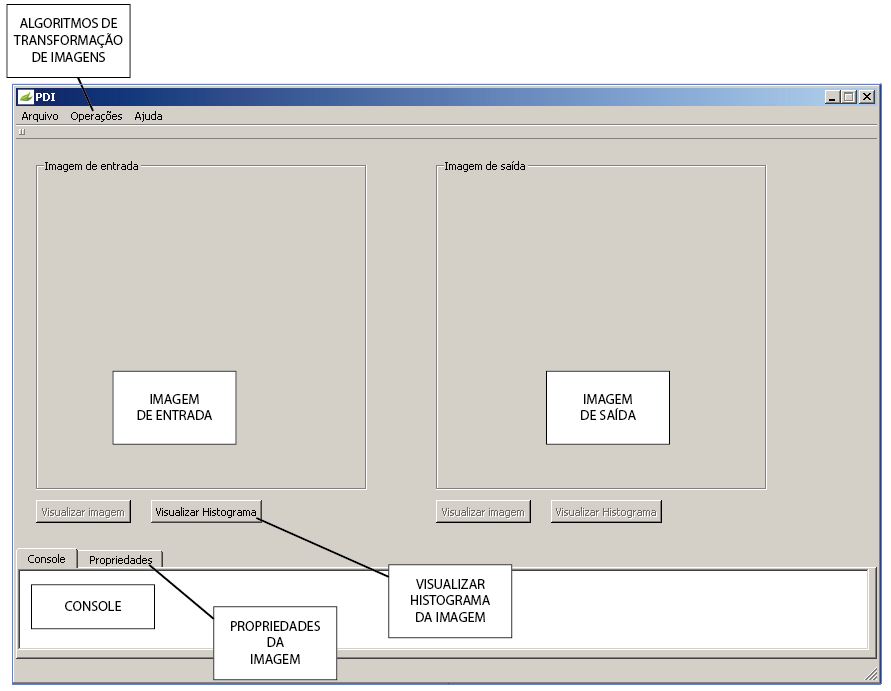 ALGORITMOS DE
TRANSFORMAÇÃO
DE IMAGENS
PDI
Arquivo Operações Ajuda
Imagem de entrada
Imagem de saída
IMAGEM
DE ENTRADA
IMAGEM
DE SAÍDA
Visualizar imagem Visualizar Histograma
Visualizar imagem Visualizar Histograma
Console Propriedades
CONSOLE
PROPRIEDADES
DA
IMAGEM
VISUALIZAR
HISTOGRAMA
DA IMAGEM